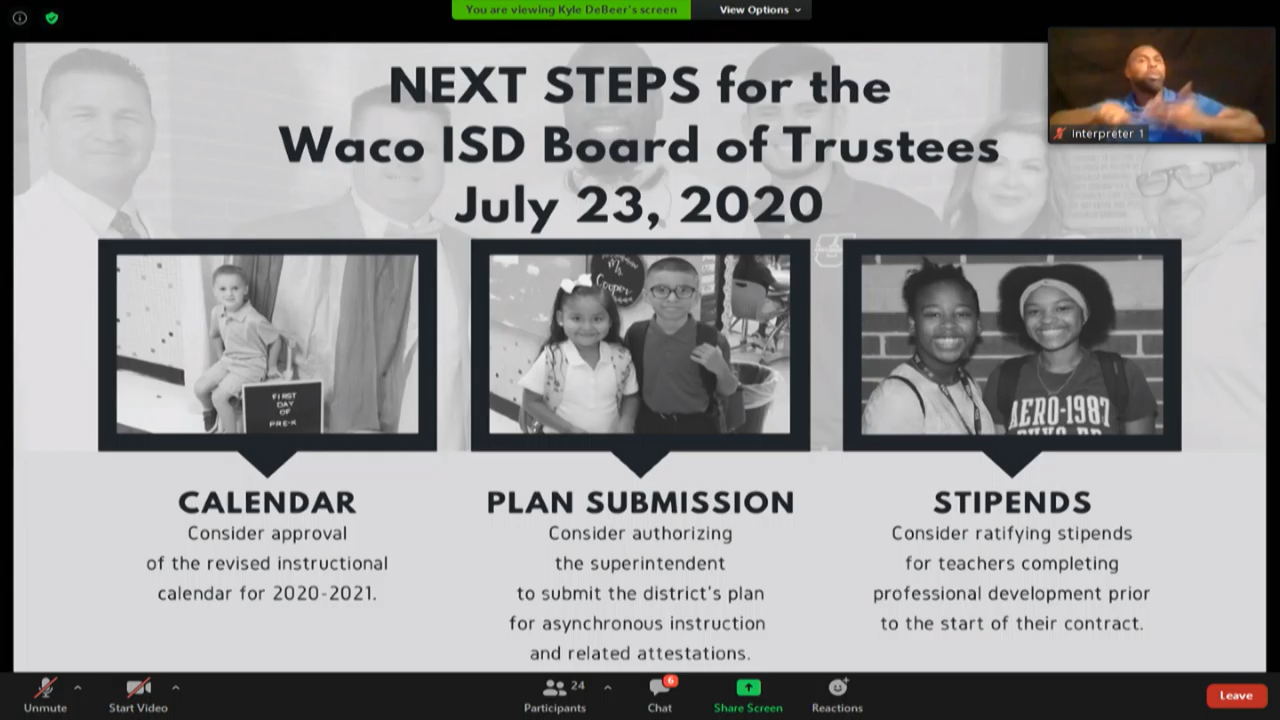 You are viewing Kyle DeBeer's screen
View Options
NEXT STEPS for the
Waco ISD Board of Trustees
July 23, 2020
Interpreter 1
FIRST
DAY
OF
PRE-K
Cooper
AERO-1987
CALENDAR
Consider approval
of the revised instructional
calendar for 2020-2021.
PLAN SUBMISSION
Consider authorizing
the superintendent
to submit the district's plan
for asynchronous instruction
and related attestations.
STIPENDS
Consider ratifying stipends
for teachers completing
professional development prior
to the start of their contract.
Unmute
Start Video
24
Participants
6
Chat
Share Screen
Reactions
Leave